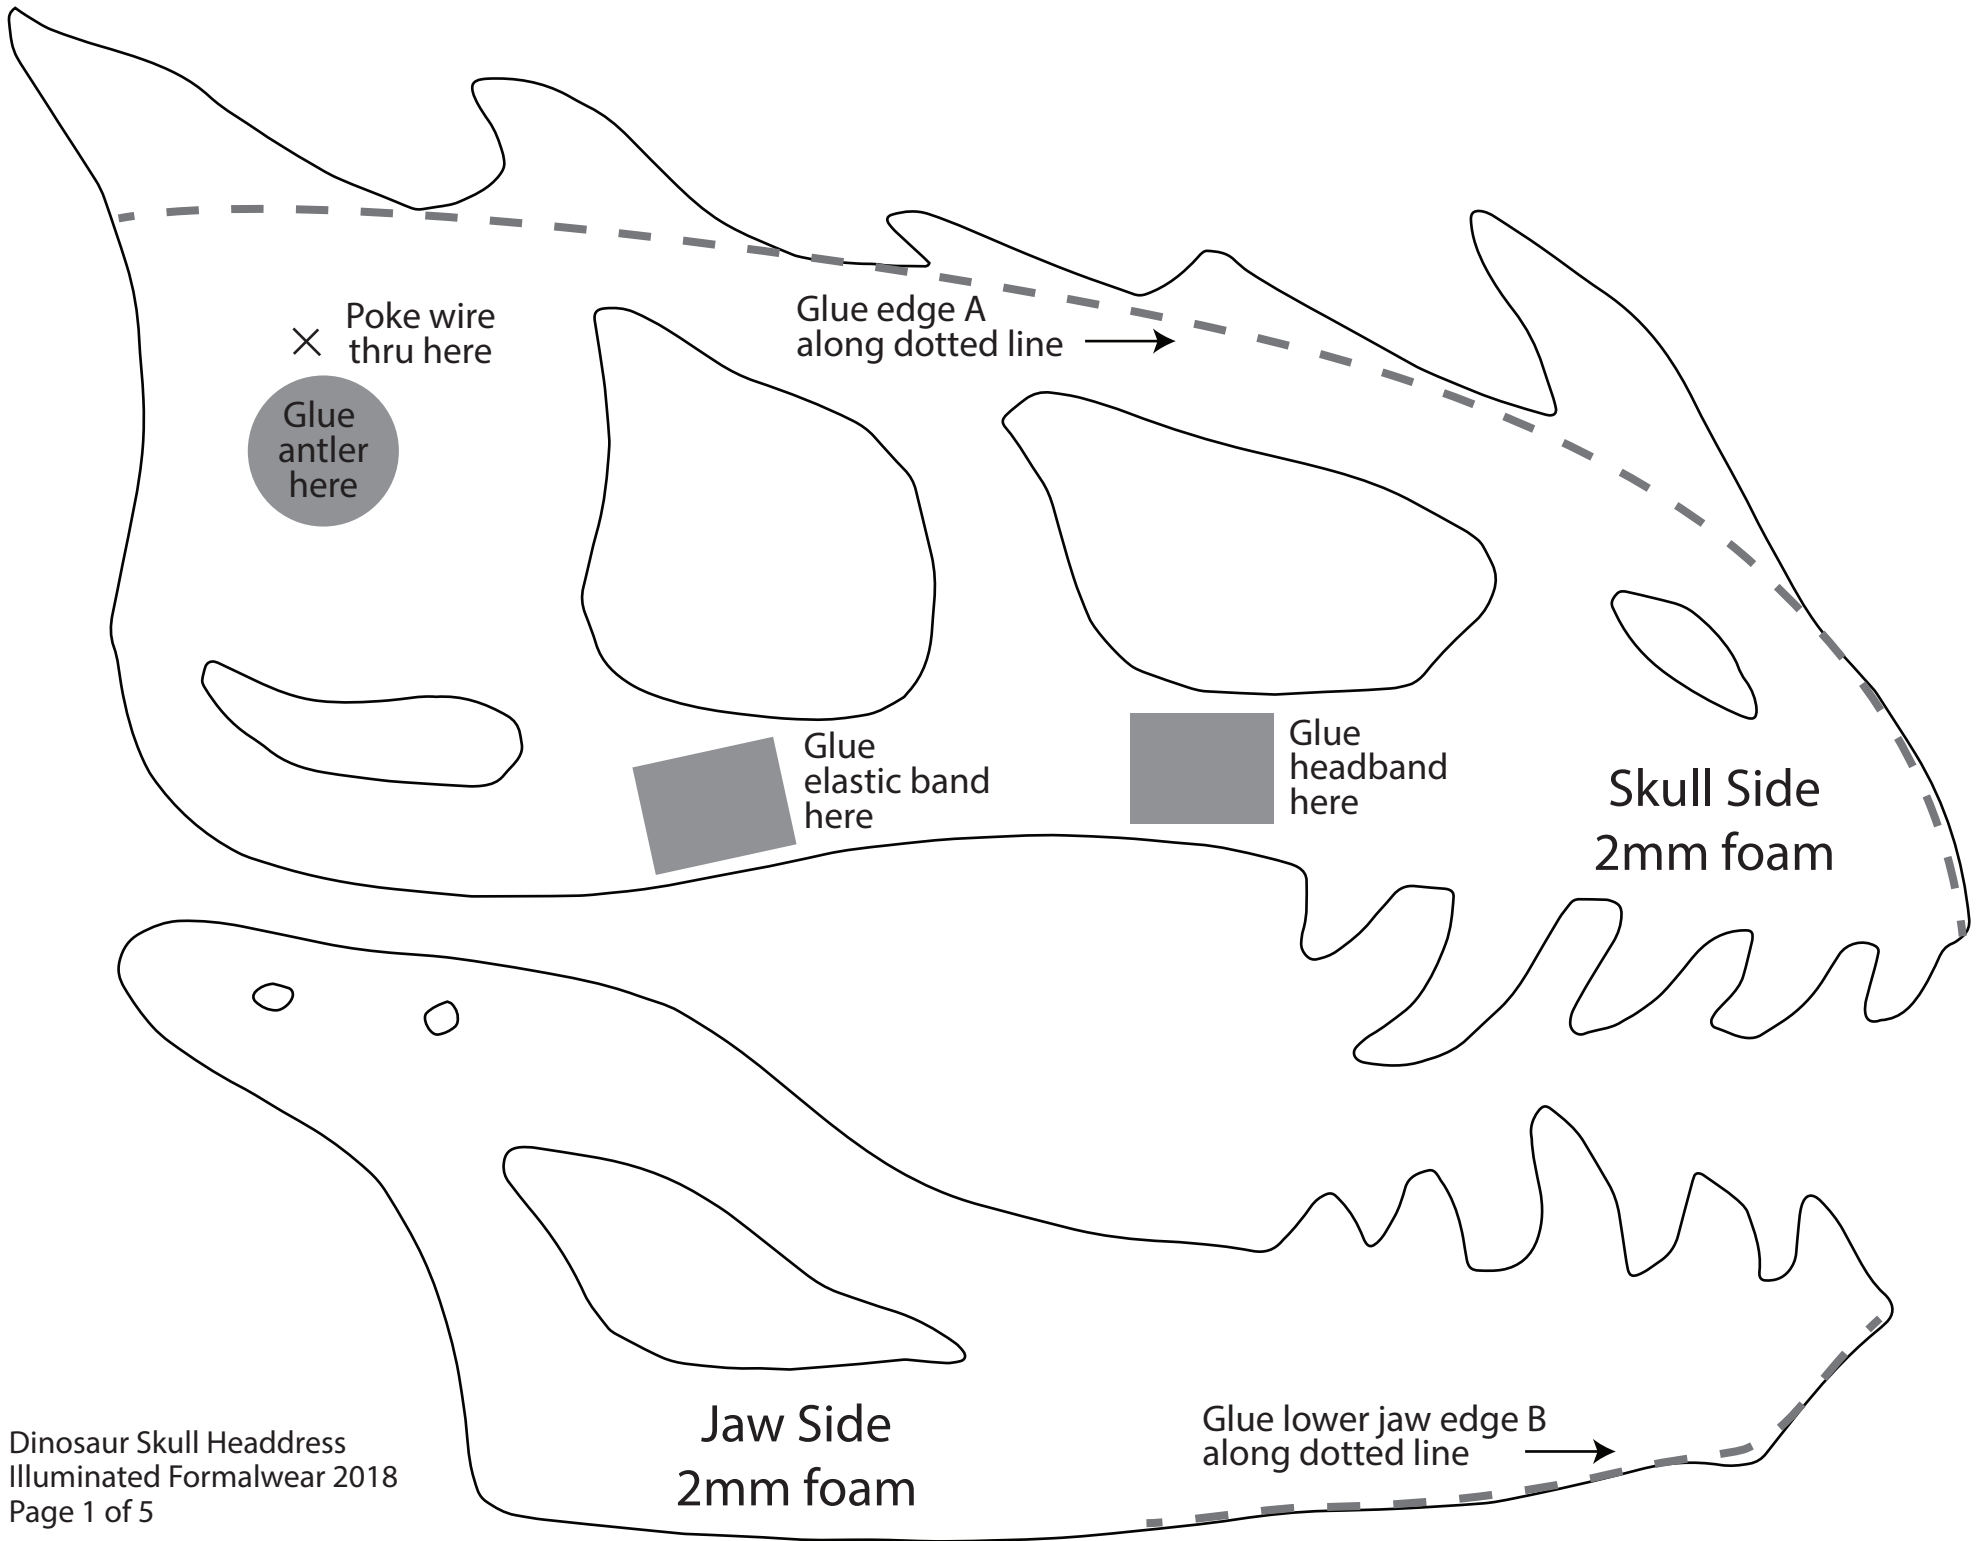 Poke wire
thru here
Glue
antler
here
Glue edge A
along dotted line
Glue
elastic band
here
Glue
headband
here
Skull Side
2mm foam
Glue lower jaw edge B
along dotted line
Jaw Side
2mm foam
Dinosaur Skull Headdress
Illuminated Formalwear 2018
Page 1 of 5